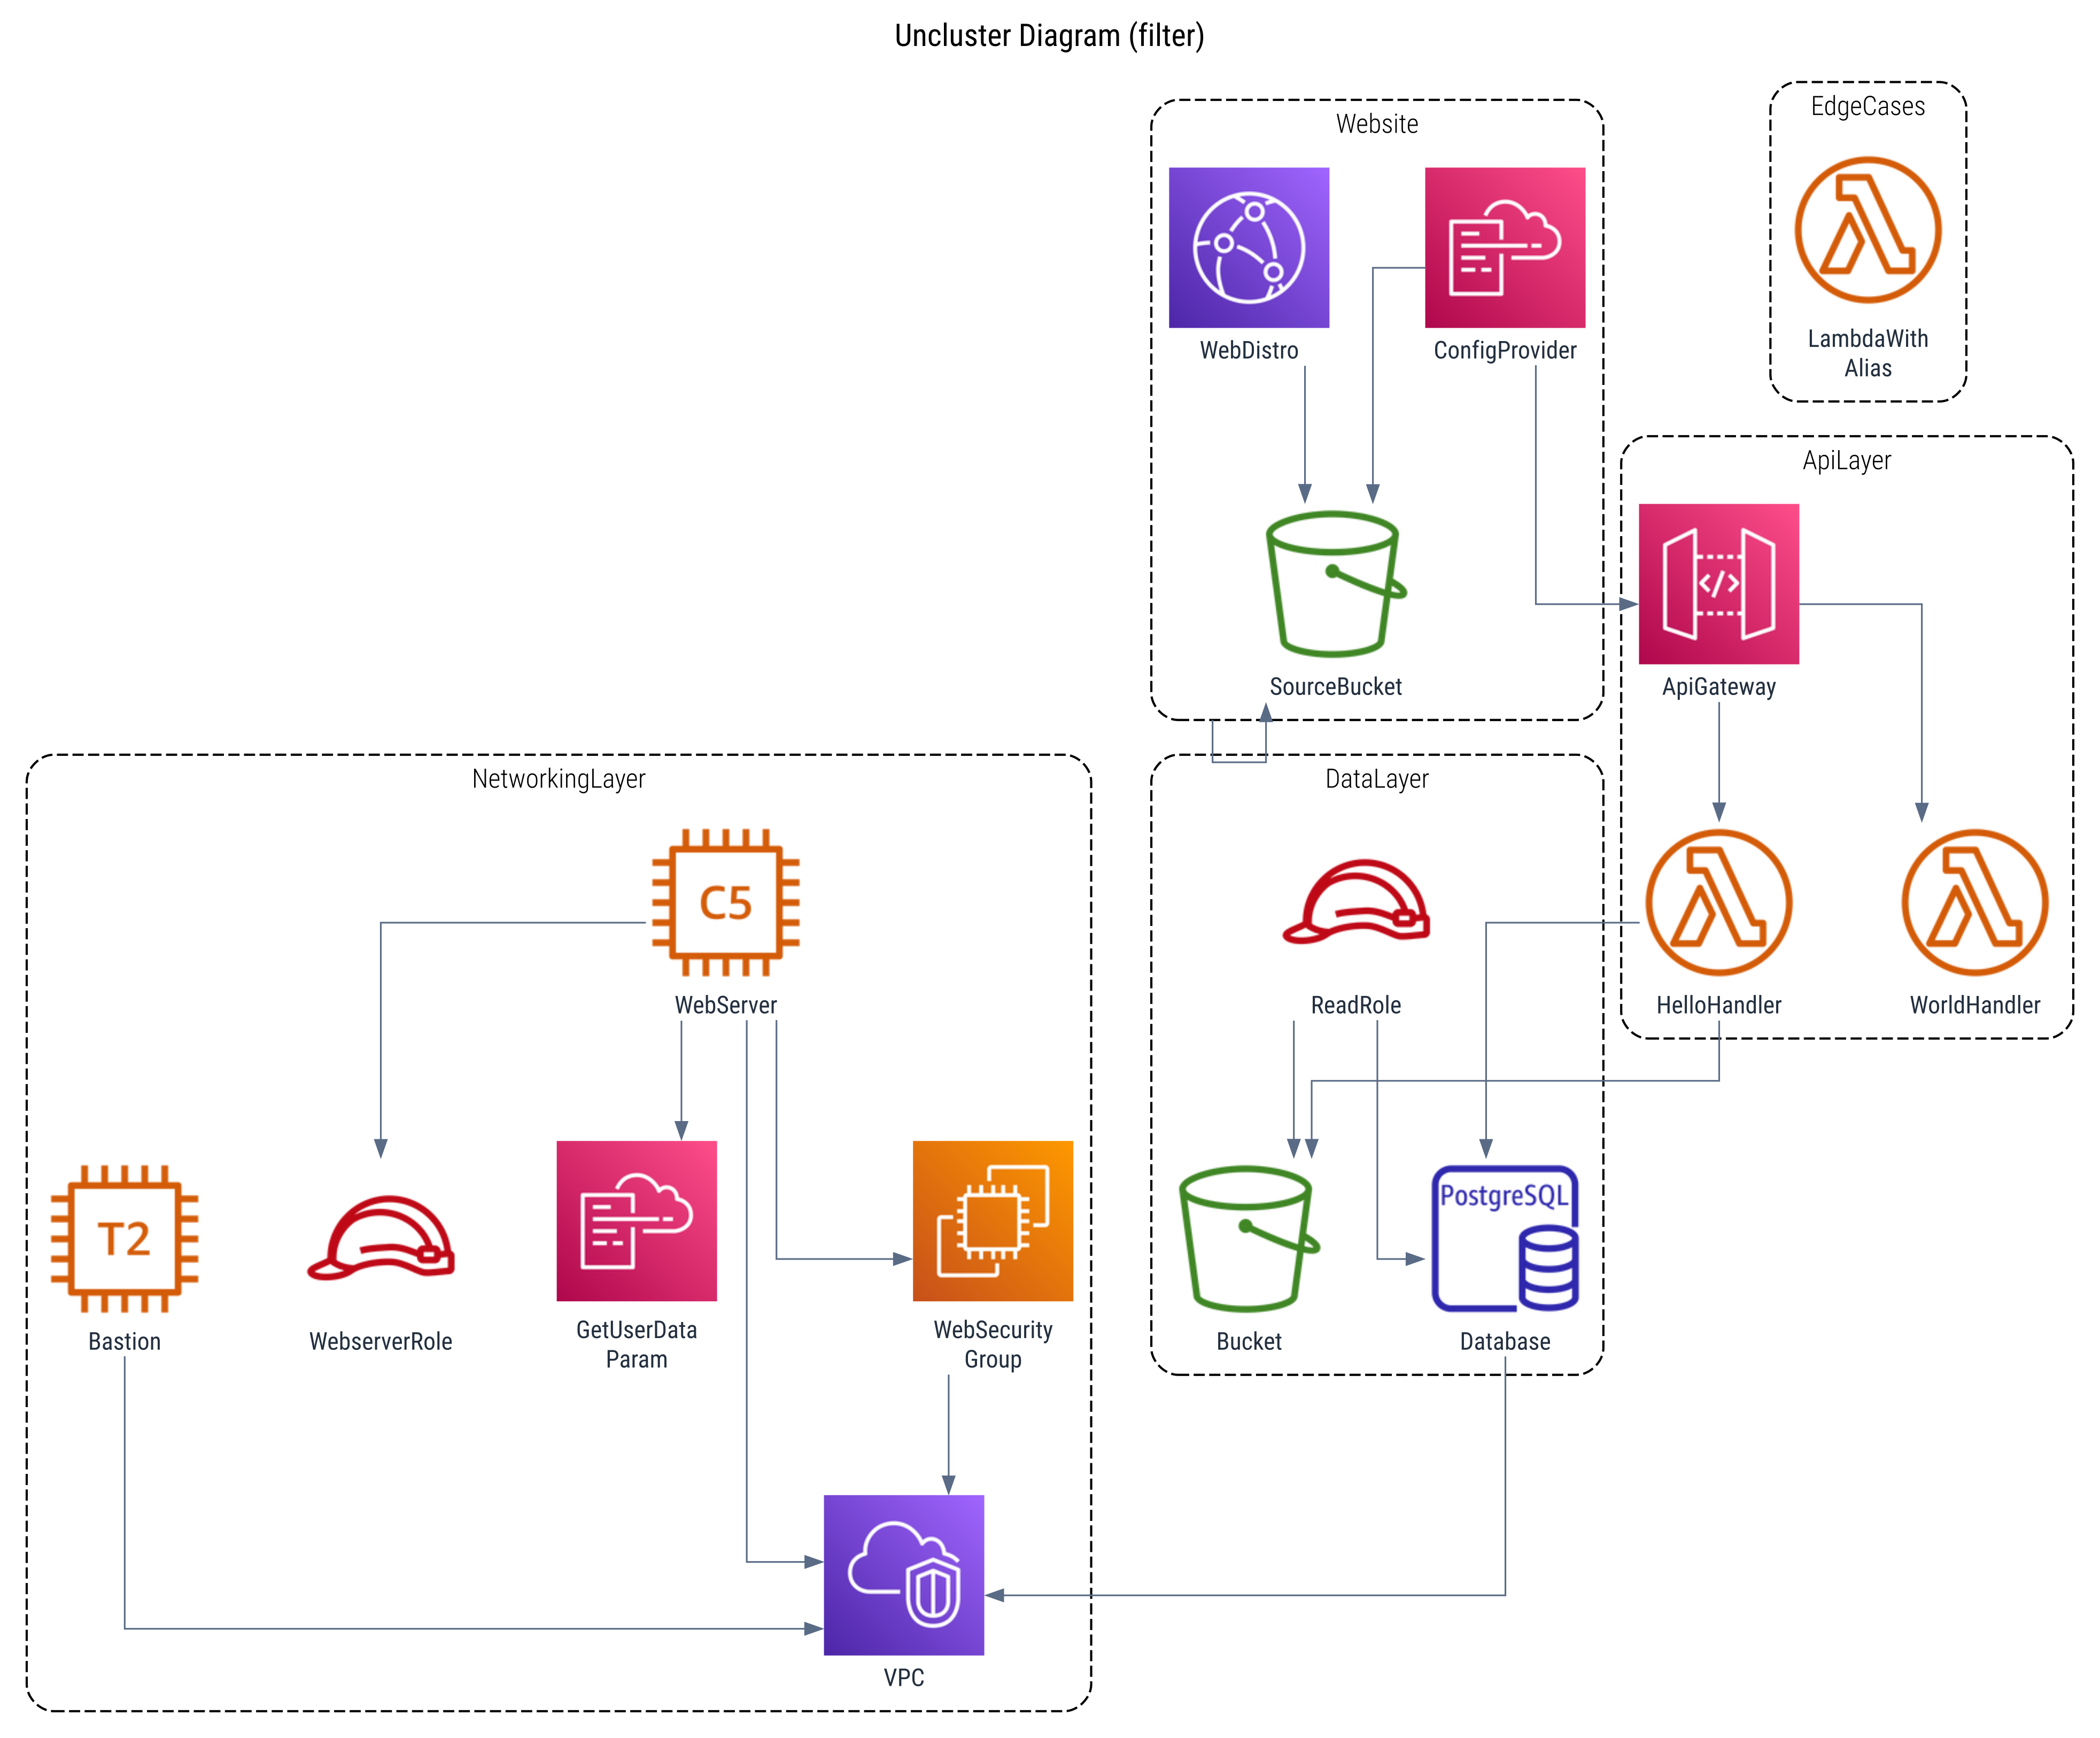 Uncluster Diagram (filter)
EdgeCases
Website
LambdaWith
Alias
WebDistro
ConfigProvider
ApiLayer
</>
SourceBucket
ApiGateway
NetworkingLayer
DataLayer
C5
WebServer
ReadRole
HelloHandler
WorldHandler
T2
PostgreSQL
Bastion
WebserverRole
GetUserData
Param
WebSecurity
Group
Bucket
Database
VPC